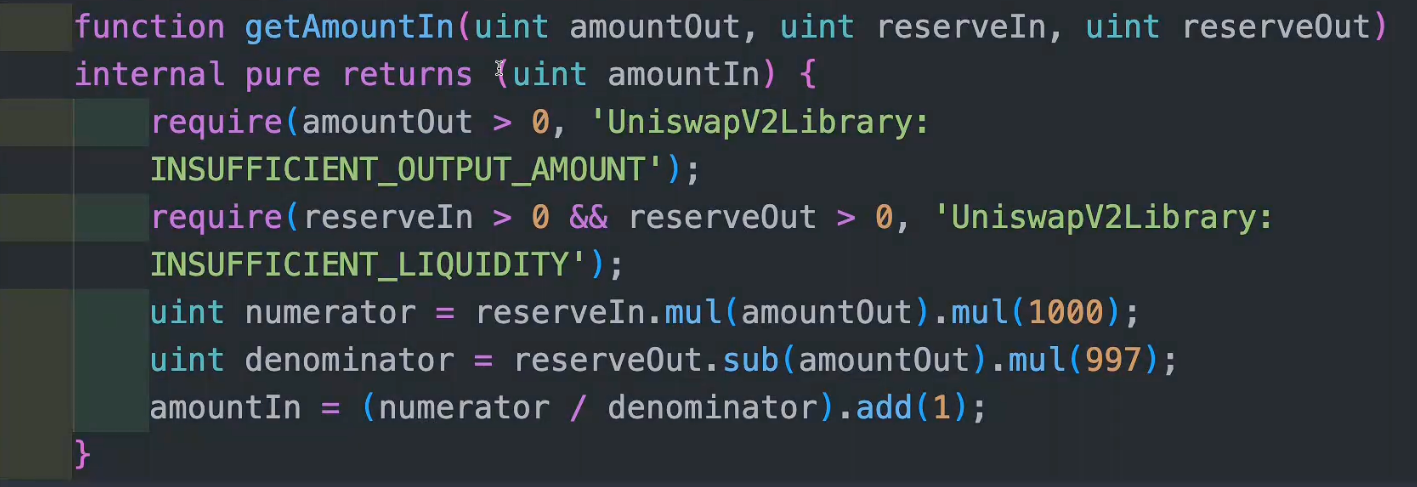 function getAmountIn(uint amountOut, uint reserveIn, uint reserveOut)
internal pure returns (uint amountIn) {
require(amountOut > 0, 'UniswapV2Library:
INSUFFICIENT_OUTPUT_AMOUNT');
require(reserveIn > 0 && reserveOut > 0, 'UniswapV2Library:
INSUFFICIENT_LIQUIDITY');
uint numerator = reserveIn.mul(amountOut).mul(1000);
uint denominator = reserveOut.sub(amountOut).mul(997);
amountIn = (numerator / denominator).add(1);
}